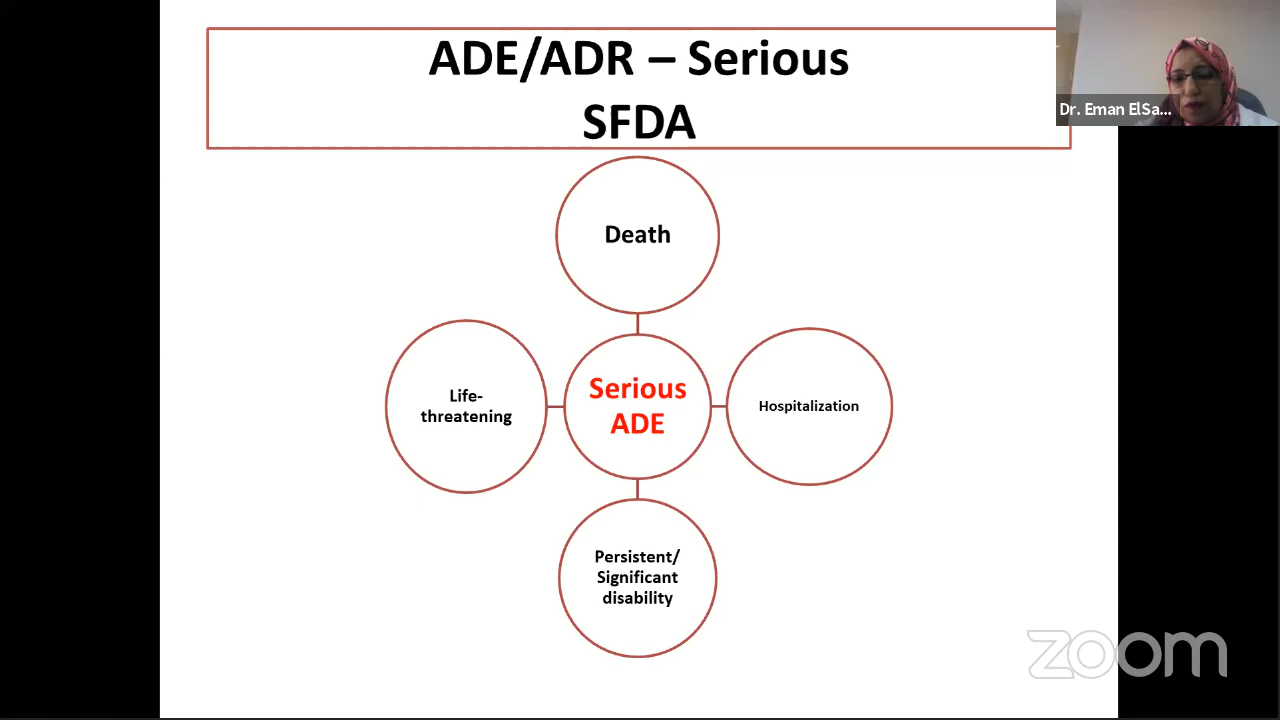 ADE/ADR – Serious
SFDA
Dr. Eman ElSa...
Death
Life-
threatening
Serious
ADE
Hospitalization
Persistent/
Significant
disability
zoom